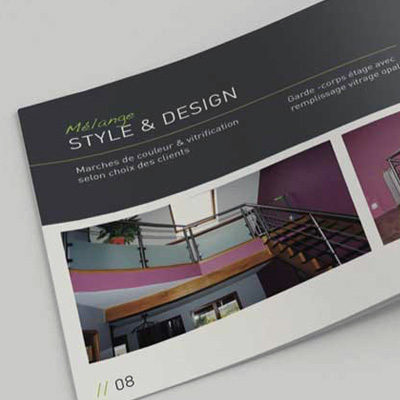 Mélange
STYLE & DESIGN
Marches de couleur & vitrification
selon choix des clients
Garde -corps étage avec
remplissage vitrage opal
// 08